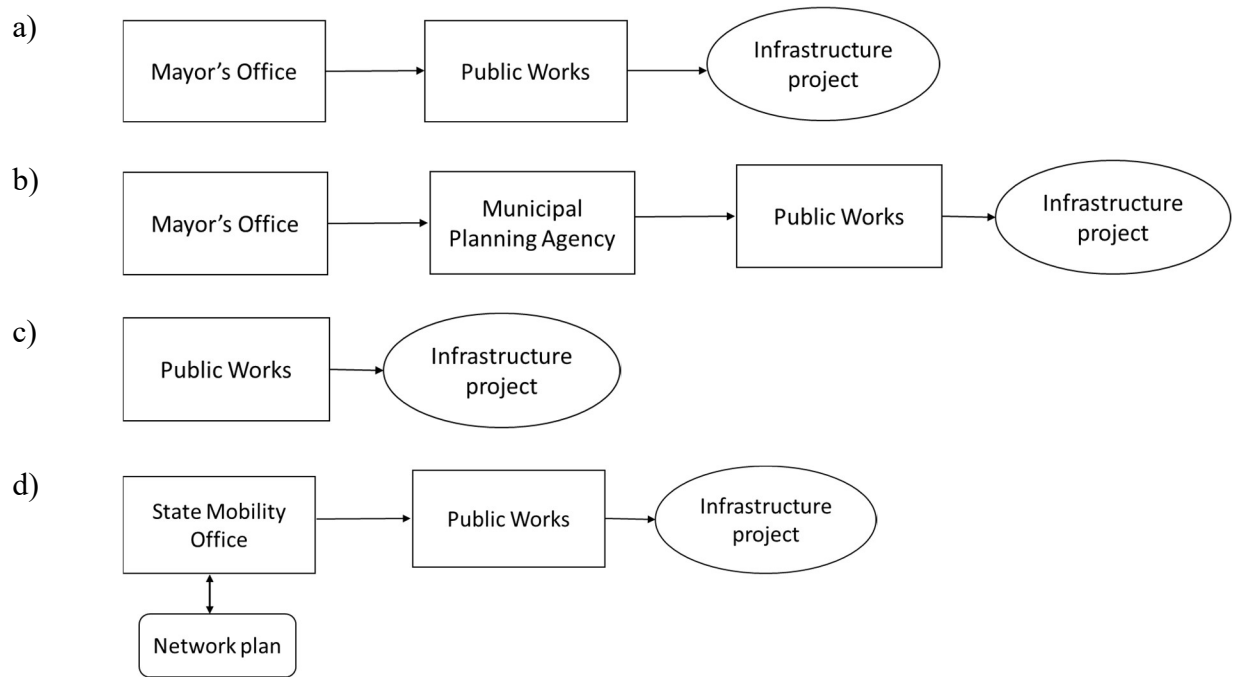 a)
Mayor's Office
Public Works
Infrastructure
project
b)
Mayor's Office
Municipal
Planning Agency
Public Works
Infrastructure
project
c)
Public Works
Infrastructure
project
d)
State Mobility
Office
Public Works
Infrastructure
project
Network plan